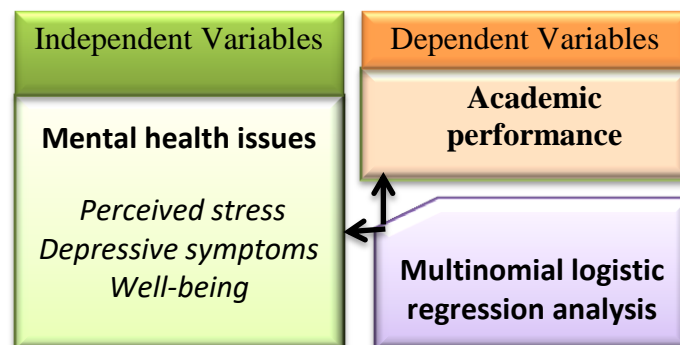 Independent Variables
Mental health issues
Perceived stress
Depressive symptoms
Well-being
Dependent Variables
Academic
performance
Multinomial logistic
regression analysis